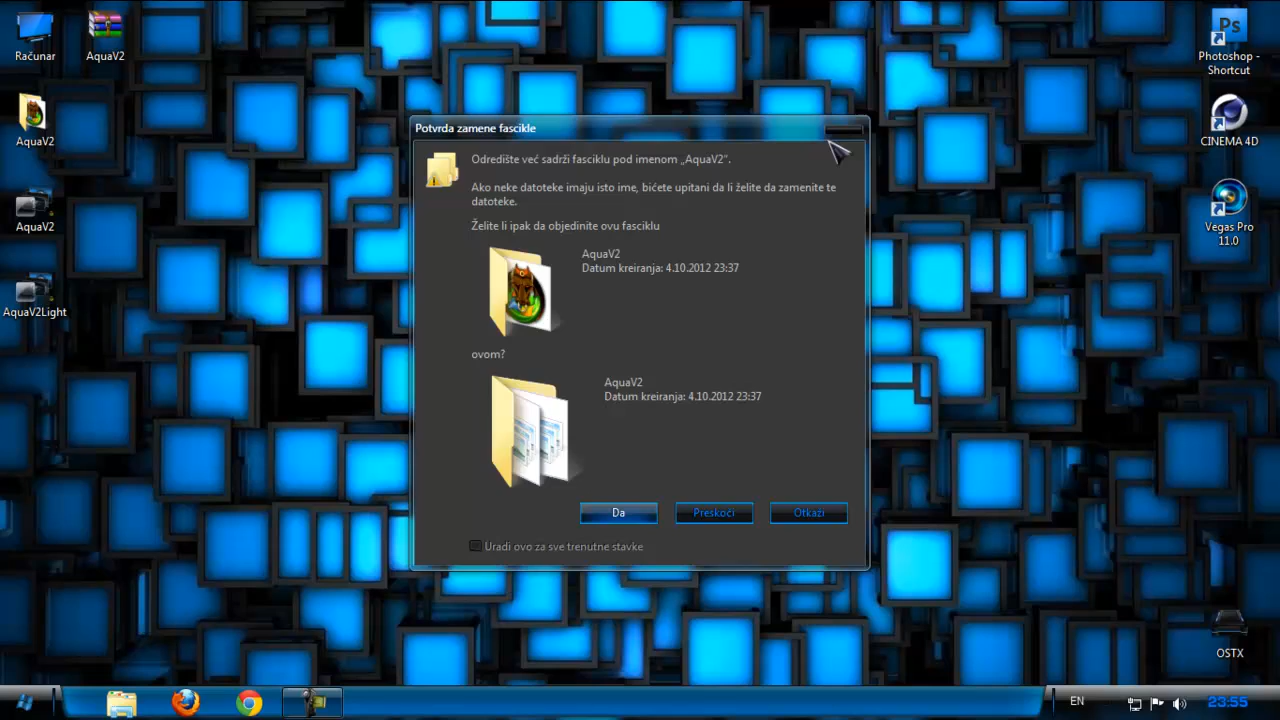 Računar
AquaV2
AquaV2
AquaV2
AquaV2Light
Potvrda zamene fascikle
Odredište već sadrži fasciklu pod imenom „AquaV2“.
Ako neke datoteke imaju isto ime, bićete upitani da li želite da zamenite te
datoteke.
Želite li ipak da objedinite ovu fasciklu
AquaV2
Datum kreiranja: 4.10.2012 23:37
ovom?
AquaV2
Datum kreiranja: 4.10.2012 23:37
Da
Preskoči
Otkaži
Uradi ovo za sve trenutne stavke
Ps
Photoshop -
Shortcut
CINEMA 4D
Vegas Pro
11.0
OSTX
EN
23:55